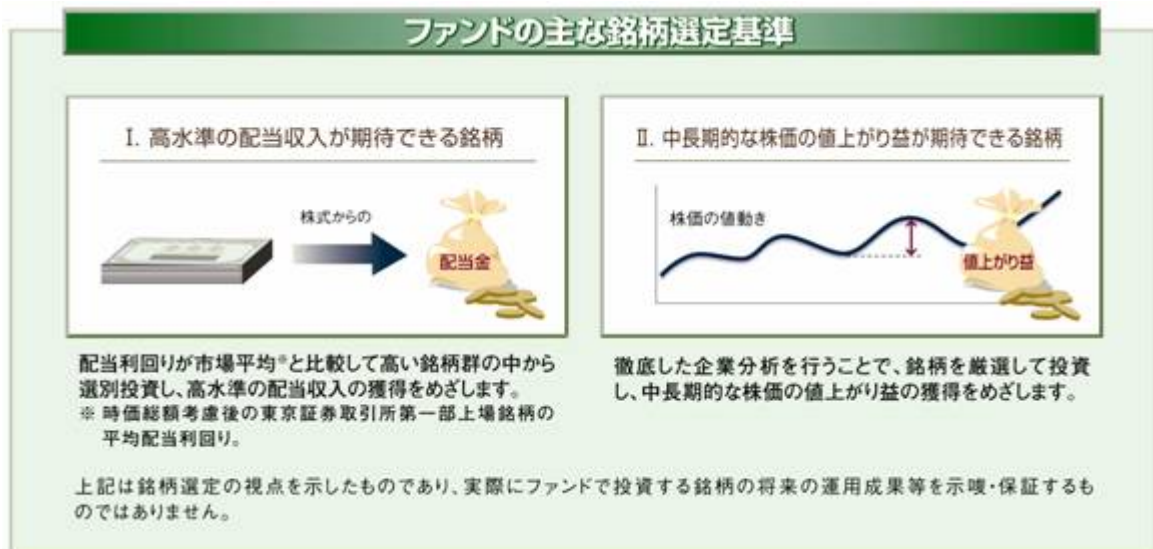 ファンドの主な銘柄選定基準
Ⅰ. 高水準の配当収入が期待できる銘柄
株式からの
配当金
配当利回りが市場平均※と比較して高い銘柄群の中から
選別投資し、高水準の配当収入の獲得をめざします。
※ 時価総額考慮後の東京証券取引所第一部上場銘柄の
平均配当利回り。
Ⅱ. 中長期的な株価の値上がり益が期待できる銘柄
株価の値動き
値上がり益
徹底した企業分析を行うことで、銘柄を厳選して投資
し、中長期的な株価の値上がり益の獲得をめざします。
上記は銘柄選定の視点を示したものであり、実際にファンドで投資する銘柄の将来の運用成果等を示唆・保証するも
のではありません。